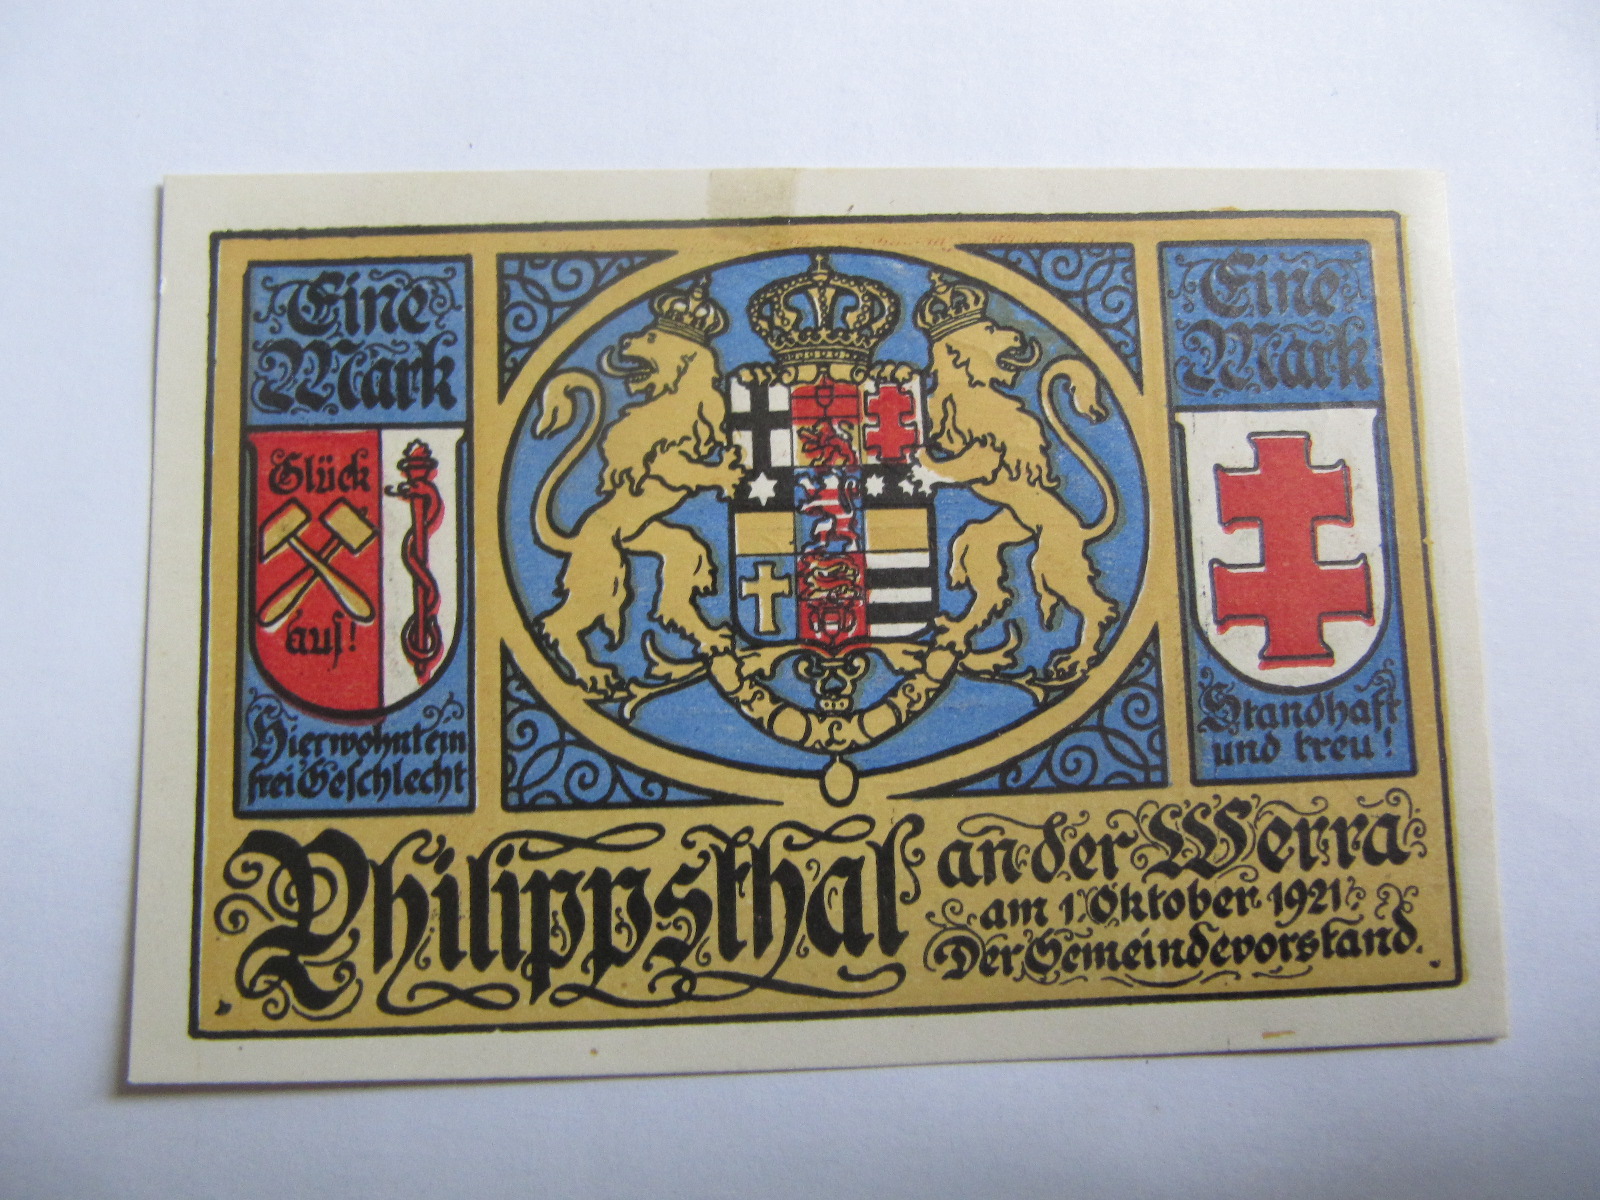 Eine
Mark
Glück
auf!
Hier wohnt ein
frei Geschlecht
Eine
Mark
Standhaft
und treu!
L L L
Philippsthal
an der Werra
am 1. Oktober 1921.
Der Gemeindevorstand.